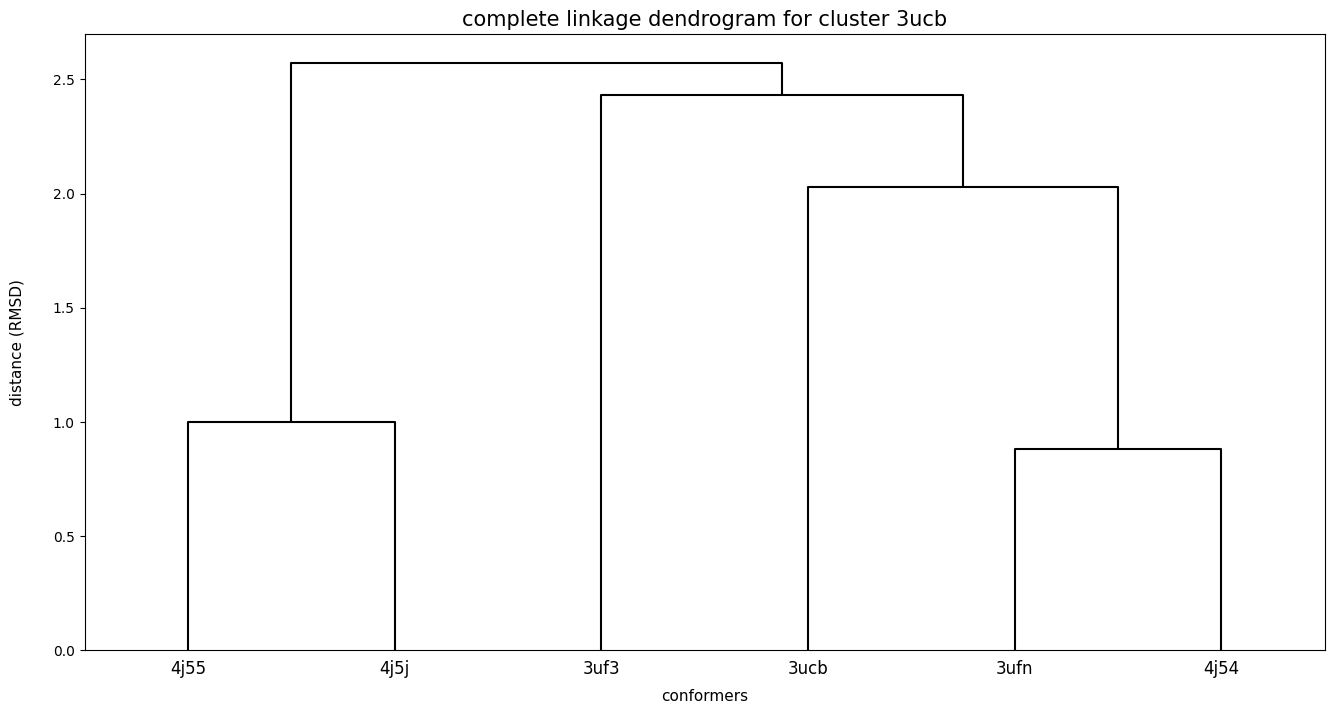 complete linkage dendrogram for cluster 3ucb
2.5
2.0
1.5
1.0
0.5
0.0
distance (RMSD)
4j55 4j5j 3uf3 3ucb 3ufn 4j54
conformers